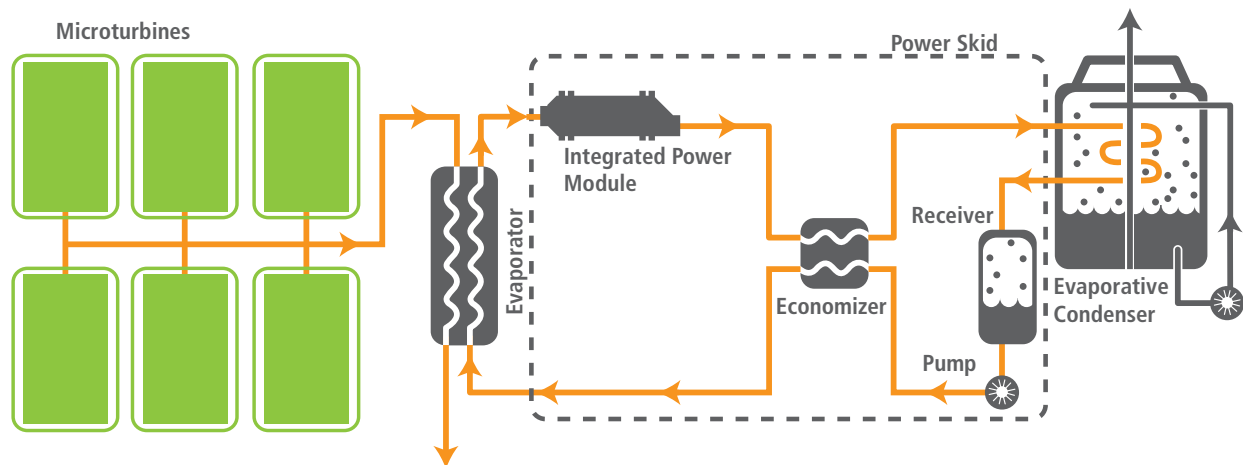 Microturbines
Power Skid
Integrated Power
Module
Evaporator
Receiver
Economizer
Evaporative
Condenser
Pump